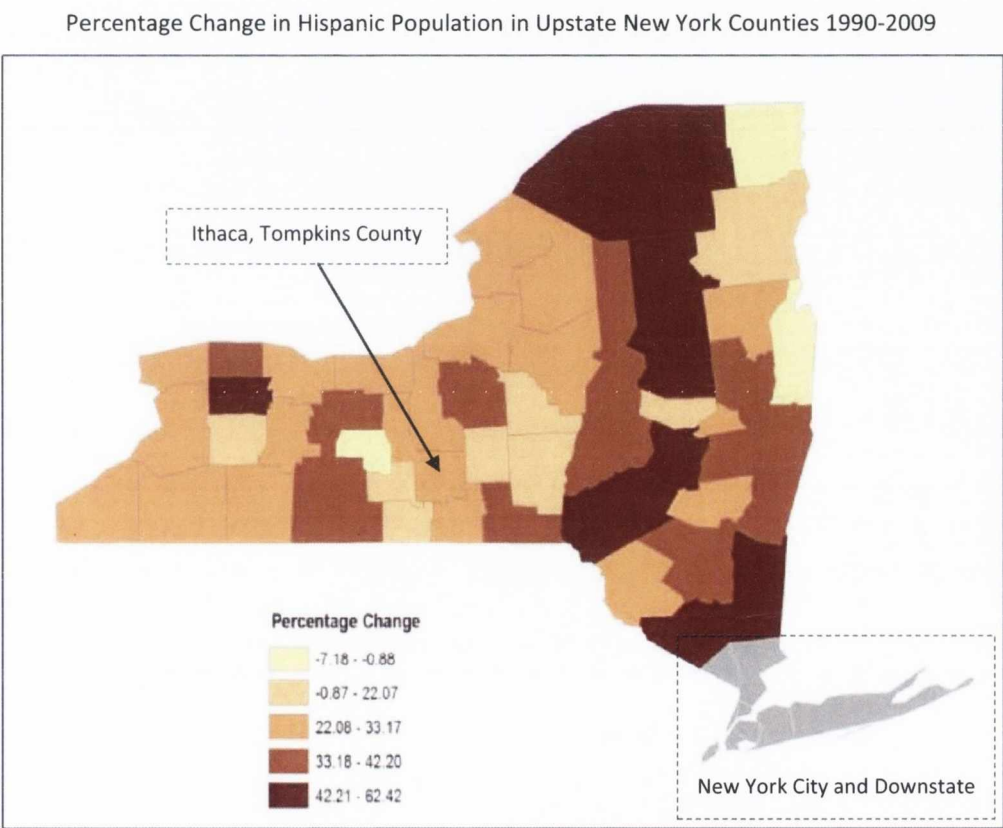 Percentage Change in Hispanic Population in Upstate New York Counties 1990-2009
Ithaca, Tompkins County
Percentage Change
-7.18 - -0.88
-0.87 - 22.07
22.08 - 33.17
33.18 - 42.20
42.21 - 62.42
New York City and Downstate